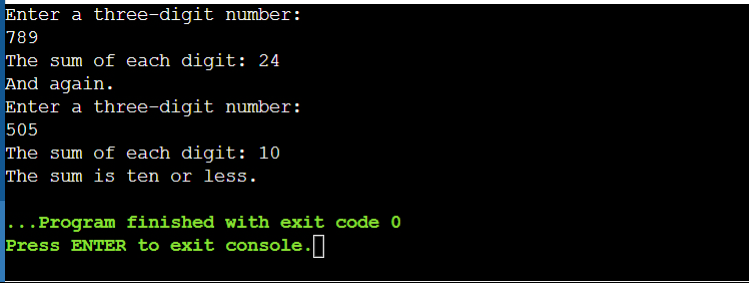 Enter a three-digit number:
789
The sum of each digit: 24
And again.
Enter a three-digit number:
505
The sum of each digit: 10
The sum is ten or less.
...Program finished with exit code 0
Press ENTER to exit console.